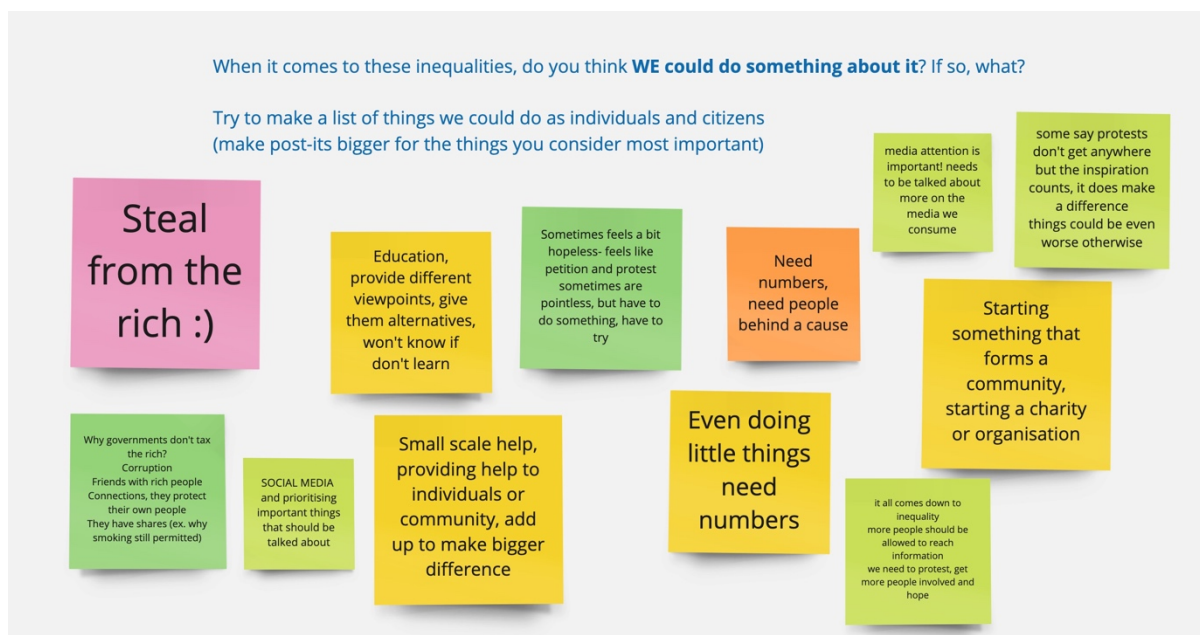 When it comes to these inequalities, do you think WE could do something about it? If so, what?
Try to make a list of things we could do as individuals and citizens
(make post-its bigger for the things you consider most important)
Steal
from the
rich :)
Education,
provide different
viewpoints, give
them alternatives,
won't know if
don't learn
Sometimes feels a bit
hopeless- feels like
petition and protest
sometimes are
pointless, but have to
do something, have to
try
Need
numbers,
need people
behind a cause
media attention is
important! needs
to be talked about
more on the
media we
consume
some say protests
don't get anywhere
but the inspiration
counts, it does make
a difference
things could be even
worse otherwise
Starting
something that
forms a
community,
starting a charity
or organisation
Why governments don't tax
the rich?
Corruption
Friends with rich people
Connections, they protect
their own people
They have shares (ex. why
smoking still permitted)
SOCIAL MEDIA
and prioritising
important things
that should be
talked about
Small scale help,
providing help to
individuals or
community, add
up to make bigger
difference
Even doing
little things
need
numbers
it all comes down to
inequality
more people should be
allowed to reach
information
we need to protest, get
more people involved and
hope